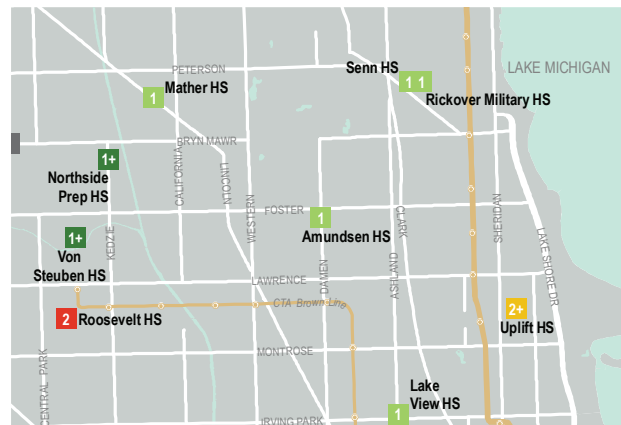 PETERSON
Senn HS
LAKE MICHIGAN
1
Mather HS
1 1
Rickover Military HS
BRYN MAWR
1+
Northside
Prep HS
CALIFORNIA
LINCOLN
WESTERN
FOSTER
1
Amundsen HS
CLARK
SHERIDAN
1+
Von
Steuben HS
KEDZIE
LAKE SHORE DR
LAWRENCE
DAMEN
ASHLAND
CTA Brown Line
2
Roosevelt HS
2+
Uplift HS
MONTROSE
CENTRAL PARK
Lake
View HS
1
IRVING PARK